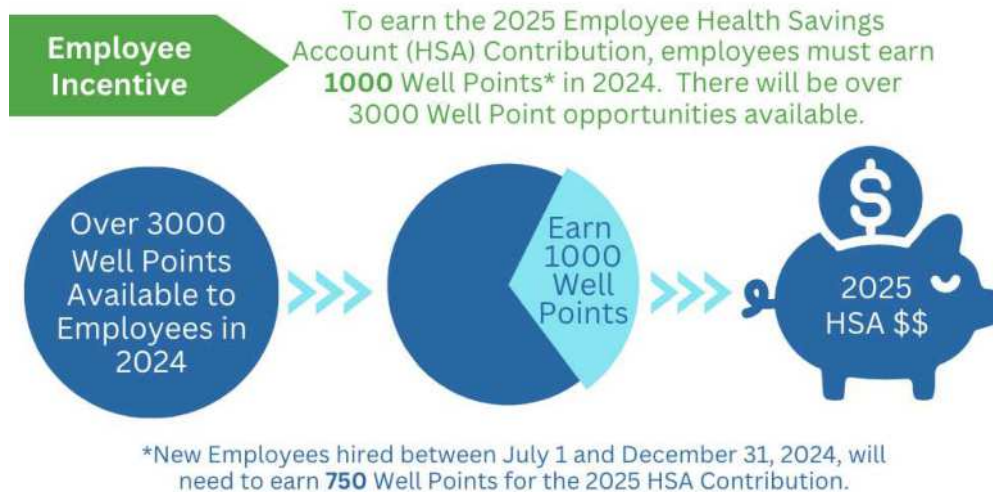 Employee
Incentive
To earn the 2025 Employee Health Savings
Account (HSA) Contribution, employees must earn
1000 Well Points* in 2024.  There will be over
3000 Well Point opportunities available.
Over 3000
Well Points
Available to
Employees in
2024
Earn
1000
Well
Points
$
2025
HSA $$
*New Employees hired between July 1 and December 31, 2024, will
need to earn 750 Well Points for the 2025 HSA Contribution.